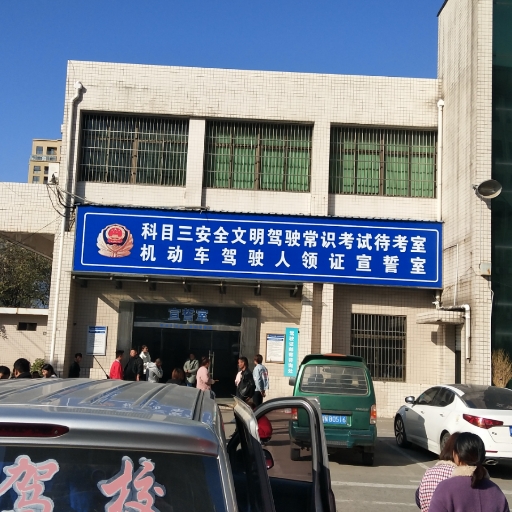 科目三安全文明驾驶常识考试待考室
机动车驾驶人领证宣誓室
宣誓室
驾校